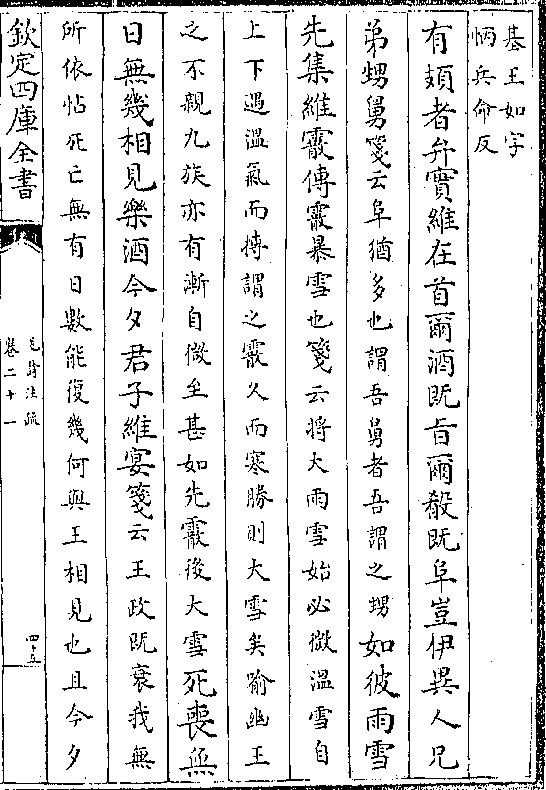 基王如字
恟兵命反
有頍者弁實維在首爾酒既旨爾殽既阜豈伊異人兄
弟甥舅箋云阜猶多也謂吾舅者吾謂之甥如彼雨雪
先集維霰傳霰暴雪也箋云將大雨雪始必微溫雪自
上下遇溫氣而摶謂之霰久而寒勝則大雪矣喻幽王
之不親九族亦有漸自微至甚如先霰後大雪死喪無
日無幾相見樂酒今夕君子維宴箋云王政既衰我無
所依怙死亡無有日數能復幾何與王相見也且今夕
欽定四庫全書
毛詩注疏
卷二十一
四十五